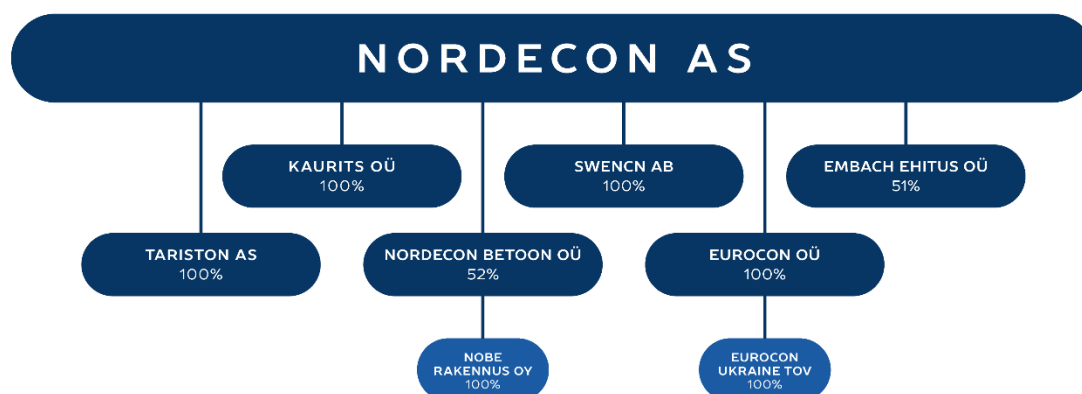 NORDECON AS
KAURITS OÜ
100%
SWENCN AB
100%
EMBACH EHITUS OÜ
51%
TARISTON AS
100%
NORDECON BETOON OÜ
52%
EUROCON OÜ
100%
NOBE
RAKENNUS OY
100%
EUROCON
UKRAINE TOV
100%